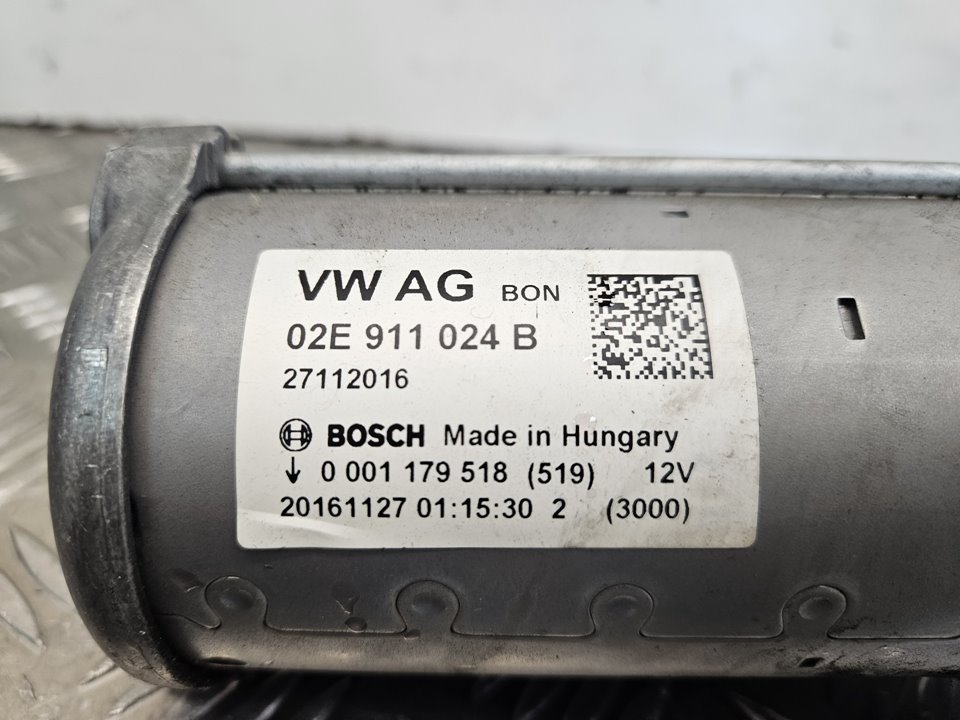 VW AG BON
02E 911 024 B
27112016
BOSCH Made in Hungary
↓ 0 001 179 518 (519) 12V
20161127 01:15:30 2 (3000)